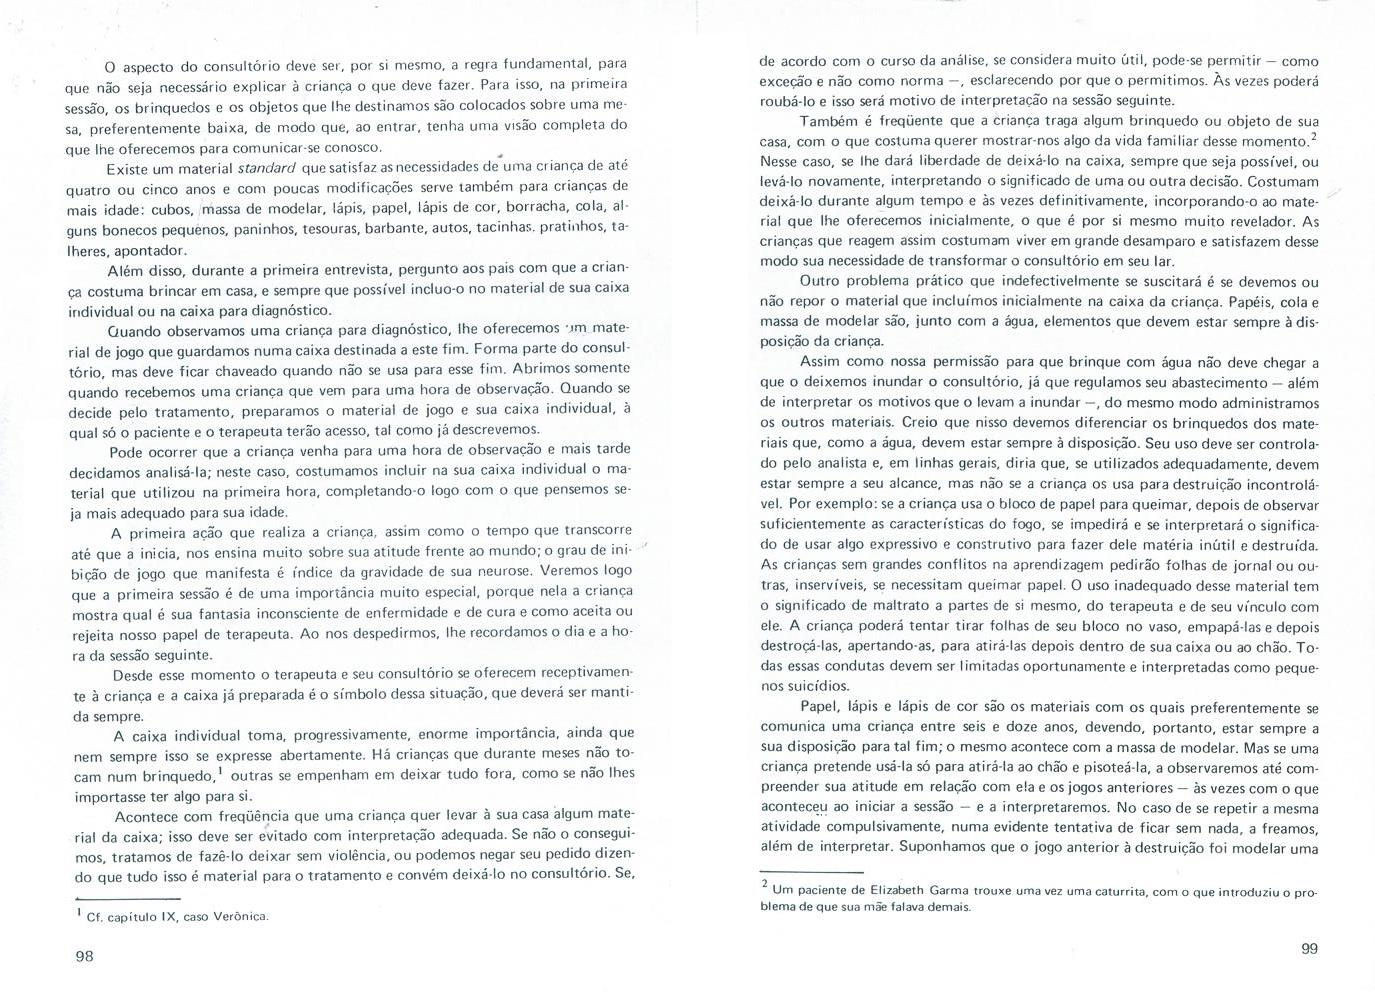 O aspecto do consultório deve ser, por si mesmo, a regra fundamental, para
que não seja necessário explicar à criança o que deve fazer. Para isso, na primeira
sessão, os brinquedos e os objetos que lhe destinamos são colocados sobre uma me-
sa, preferentemente baixa, de modo que, ao entrar, tenha uma visão completa do
que lhe oferecemos para comunicar-se conosco.
Existe um material standard que satisfaz as necessidades de uma criança de até
quatro ou cinco anos e com poucas modificações serve também para crianças de
mais idade: cubos, massa de modelar, lápis, papel, lápis de cor, borracha, cola, al-
guns bonecos pequenos, paninhos, tesouras, barbante, autos, tacinhas. pratinhos, ta-
lheres, apontador.
Além disso, durante a primeira entrevista, pergunto aos pais com que a crian-
ça costuma brincar em casa, e sempre que possível incluo-o no material de sua caixa
individual ou na caixa para diagnóstico.
Quando observamos uma criança para diagnóstico, lhe oferecemos um mate-
rial de jogo que guardamos numa caixa destinada a este fim. Forma parte do consul-
tório, mas deve ficar chaveado quando não se usa para esse fim. Abrimos somente
quando recebemos uma criança que vem para uma hora de observação. Quando se
decide pelo tratamento, preparamos o material de jogo e sua caixa individual, à
qual só o paciente e o terapeuta terão acesso, tal como já descrevemos.
Pode ocorrer que a criança venha para uma hora de observação e mais tarde
decidamos analisá-la; neste caso, costumamos incluir na sua caixa individual o ma-
terial que utilizou na primeira hora, completando-o logo com o que pensemos se-
ja mais adequado para sua idade.
A primeira ação que realiza a criança, assim como o tempo que transcorre
até que a inicia, nos ensina muito sobre sua atitude frente ao mundo; o grau de ini-
bição de jogo que manifesta é índice da gravidade de sua neurose. Veremos logo
que a primeira sessão é de uma importância muito especial, porque nela a criança
mostra qual é sua fantasia inconsciente de enfermidade e de cura e como aceita ou
rejeita nosso papel de terapeuta. Ao nos despedirmos, lhe recordamos o dia e a ho-
ra da sessão seguinte.
Desde esse momento o terapeuta e seu consultório se oferecem receptivamen-
te à criança e a caixa já preparada é o símbolo dessa situação, que deverá ser manti-
da sempre.
A caixa individual toma, progressivamente, enorme importância, ainda que
nem sempre isso se expresse abertamente. Há crianças que durante meses não to-
cam num brinquedo,¹ outras se empenham em deixar tudo fora, como se não lhes
importasse ter algo para si.
Acontece com freqüência que uma criança quer levar à sua casa algum mate-
rial da caixa; isso deve ser evitado com interpretação adequada. Se não o consegui-
mos, tratamos de fazê-lo deixar sem violência, ou podemos negar seu pedido dizen-
do que tudo isso é material para o tratamento e convém deixá-lo no consultório. Se,
¹ Cf. capítulo IX, caso Verônica.
98
de acordo com o curso da análise, se considera muito útil, pode-se permitir — como
exceção e não como norma —, esclarecendo por que o permitimos. Às vezes poderá
roubá-lo e isso será motivo de interpretação na sessão seguinte.
Também é freqüente que a criança traga algum brinquedo ou objeto de sua
casa, com o que costuma querer mostrar-nos algo da vida familiar desse momento.²
Nesse caso, se lhe dará liberdade de deixá-lo na caixa, sempre que seja possível, ou
levá-lo novamente, interpretando o significado de uma ou outra decisão. Costumam
deixá-lo durante algum tempo e às vezes definitivamente, incorporando-o ao mate-
rial que lhe oferecemos inicialmente, o que é por si mesmo muito revelador. As
crianças que reagem assim costumam viver em grande desamparo e satisfazem desse
modo sua necessidade de transformar o consultório em seu lar.
Outro problema prático que indefectivelmente se suscitará é se devemos ou
não repor o material que incluímos inicialmente na caixa da criança. Papéis, cola e
massa de modelar são, junto com a água, elementos que devem estar sempre à dis-
posição da criança.
Assim como nossa permissão para que brinque com água não deve chegar a
que o deixemos inundar o consultório, já que regulamos seu abastecimento — além
de interpretar os motivos que o levam a inundar —, do mesmo modo administramos
os outros materiais. Creio que nisso devemos diferenciar os brinquedos dos mate-
riais que, como a água, devem estar sempre à disposição. Seu uso deve ser controla-
do pelo analista e, em linhas gerais, diria que, se utilizados adequadamente, devem
estar sempre a seu alcance, mas não se a criança os usa para destruição incontrolá-
vel. Por exemplo: se a criança usa o bloco de papel para queimar, depois de observar
suficientemente as características do fogo, se impedirá e se interpretará o significa-
do de usar algo expressivo e construtivo para fazer dele matéria inútil e destruída.
As crianças sem grandes conflitos na aprendizagem pedirão folhas de jornal ou ou-
tras, inservíveis, se necessitam queimar papel. O uso inadequado desse material tem
o significado de maltrato a partes de si mesmo, do terapeuta e de seu vínculo com
ele. A criança poderá tentar tirar folhas de seu bloco no vaso, empapá-las e depois
destroçá-las, apertando-as, para atirá-las depois dentro de sua caixa ou ao chão. To-
das essas condutas devem ser limitadas oportunamente e interpretadas como peque-
nos suicídios.
Papel, lápis e lápis de cor são os materiais com os quais preferentemente se
comunica uma criança entre seis e doze anos, devendo, portanto, estar sempre a
sua disposição para tal fim; o mesmo acontece com a massa de modelar. Mas se uma
criança pretende usá-la só para atirá-la ao chão e pisoteá-la, a observaremos até com-
preender sua atitude em relação com ela e os jogos anteriores — às vezes com o que
aconteceu ao iniciar a sessão — e a interpretaremos. No caso de se repetir a mesma
atividade compulsivamente, numa evidente tentativa de ficar sem nada, a freamos,
além de interpretar. Suponhamos que o jogo anterior à destruição foi modelar uma
² Um paciente de Elizabeth Garma trouxe uma vez uma caturrita, com o que introduziu o pro-
blema de que sua mãe falava demais.
99